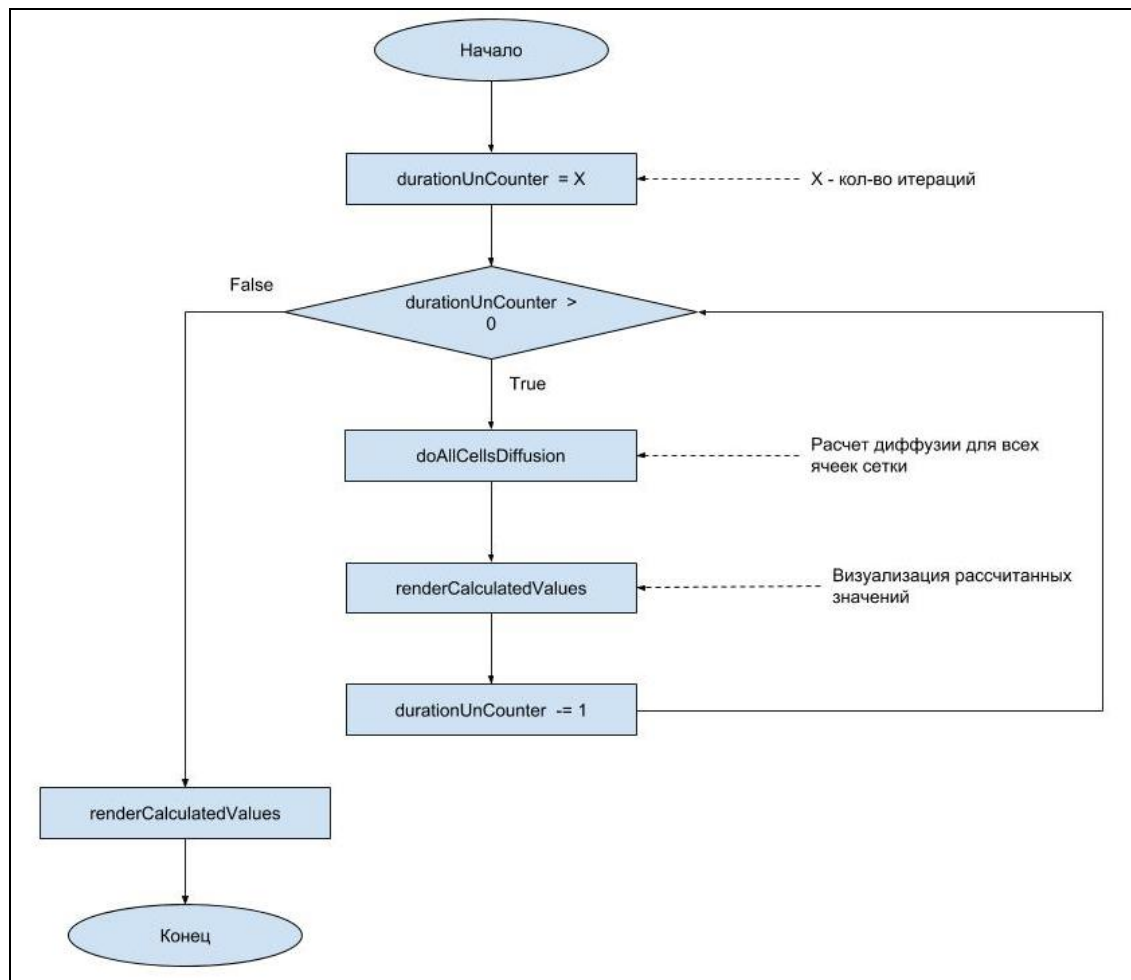 Начало
durationUnCounter = X
X - кол-во итераций
False
durationUnCounter >
0
True
doAllCellsDiffusion
Расчет диффузии для всех
ячеек сетки
renderCalculatedValues
Визуализация рассчитанных
значений
durationUnCounter -= 1
renderCalculatedValues
Конец